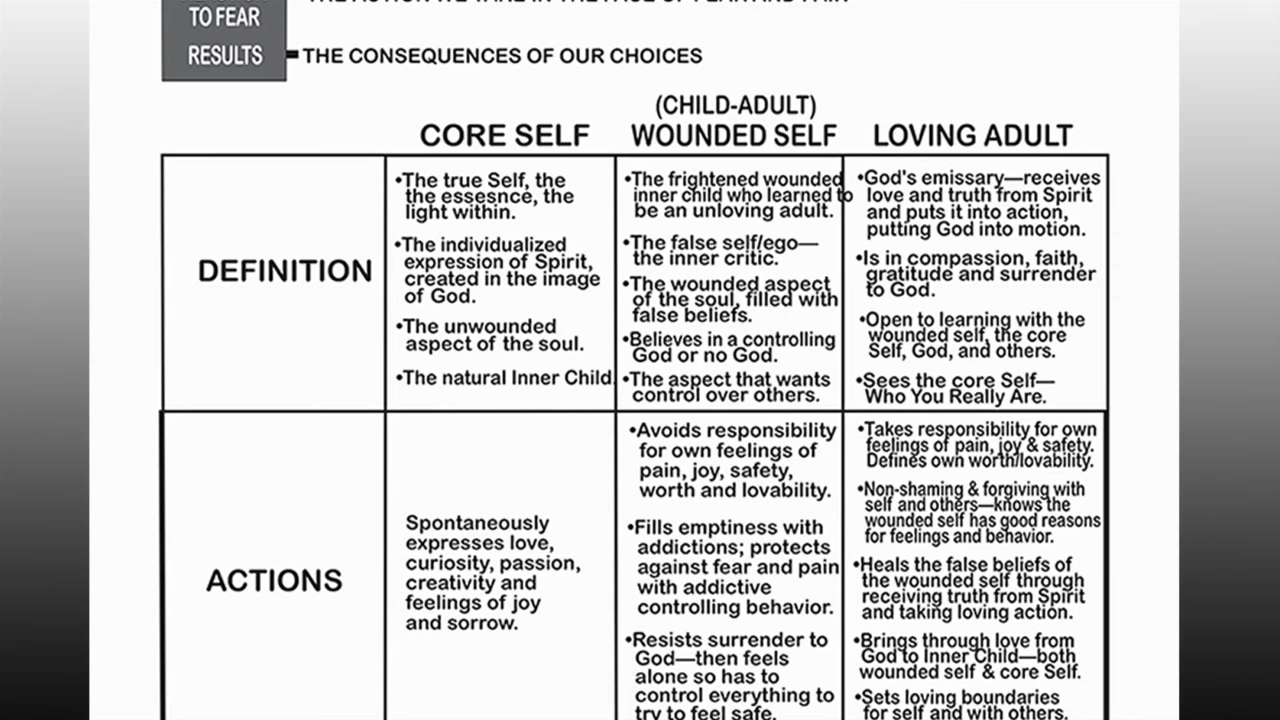 TO FEAR
RESULTS
THE CONSEQUENCES OF OUR CHOICES
(CHILD-ADULT)
CORE SELF
WOUNDED SELF
LOVING ADULT
DEFINITION
•The true Self, the
the essesnce, the
light within.
•The individualized
expression of Spirit,
created in the image
of God.
•The unwounded
aspect of the soul.
•The natural Inner Child.
•The frightened wounded
inner child who learned to
be an unloving adult.
•The false self/ego—
the inner critic.
•The wounded aspect
of the soul, filled with
false beliefs.
•Believes in a controlling
God or no God.
•The aspect that wants
control over others.
•God's emissary—receives
love and truth from Spirit
and puts it into action,
putting God into motion.
•Is in compassion, faith,
gratitude and surrender
to God.
•Open to learning with the
wounded self, the core
Self, God, and others.
•Sees the core Self—
Who You Really Are.
ACTIONS
Spontaneously
expresses love,
curiosity, passion,
creativity and
feelings of joy
and sorrow.
•Avoids responsibility
for own feelings of
pain, joy, safety,
worth and lovability.
•Fills emptiness with
addictions; protects
against fear and pain
with addictive
controlling behavior.
•Resists surrender to
God—then feels
alone so has to
control everything to
try to feel safe.
•Takes responsibility for own
feelings of pain, joy & safety.
Defines own worth/lovability.
•Non-shaming & forgiving with
self and others—knows the
wounded self has good reasons
for feelings and behavior.
•Heals the false beliefs of
the wounded self through
receiving truth from Spirit
and taking loving action.
•Brings through love from
God to Inner Child—both
wounded self & core Self.
•Sets loving boundaries
for self and with others.